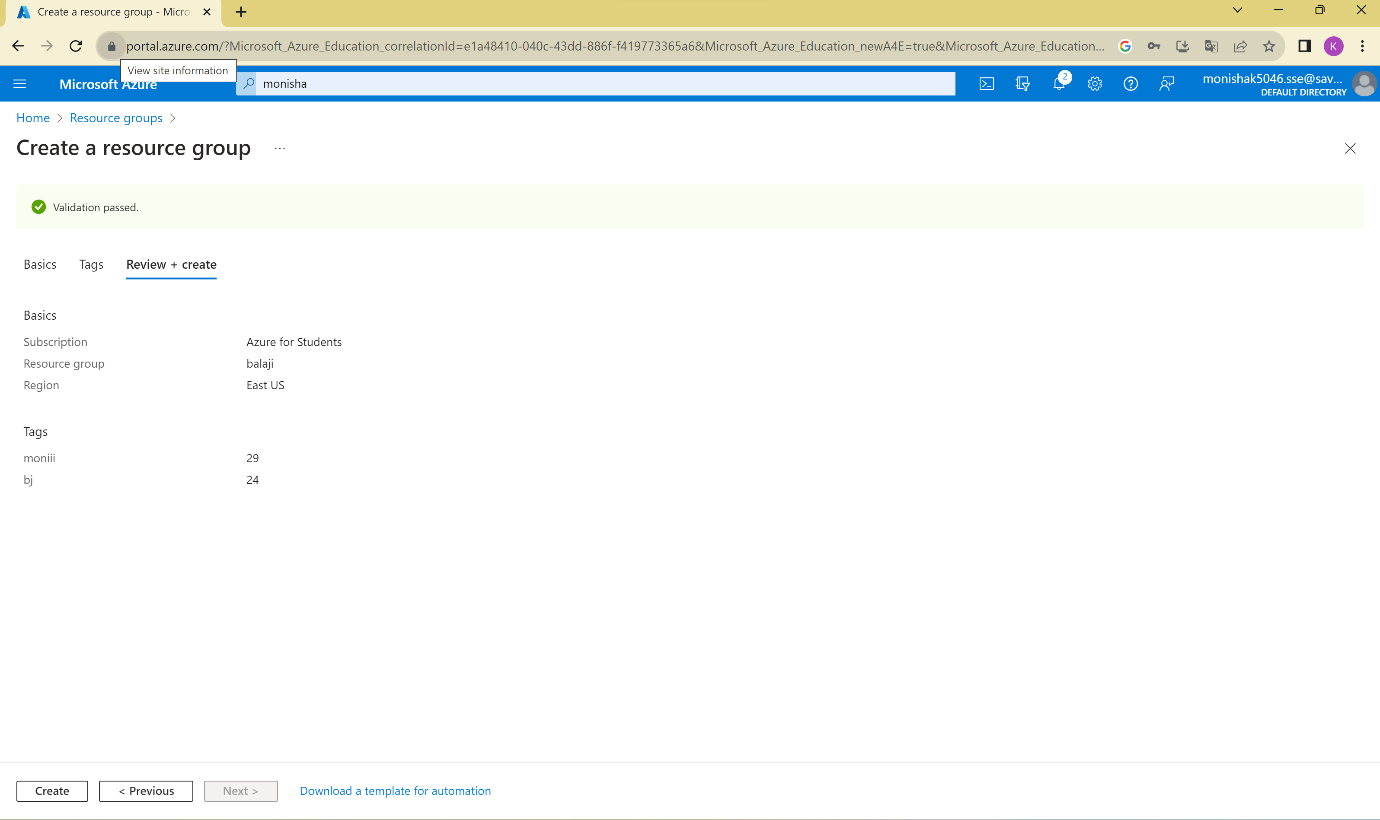 Create a resource group - Micro
portal.azure.com/?Microsoft_Azure_Education_correlationId=e1a48410-040c-43dd-886f-f419773365a6&Microsoft_Azure_Education_newA4E=true&Microsoft_Azure_Education...
G
K
View site information
Microsoft Azure
monisha
2
monishak5046.sse@sav...
DEFAULT DIRECTORY
Home > Resource groups >
Create a resource group ...
Validation passed.
Basics Tags Review + create
Basics
Subscription Azure for Students
Resource group balaji
Region East US
Tags
moniii 29
bj 24
Create < Previous Next > Download a template for automation